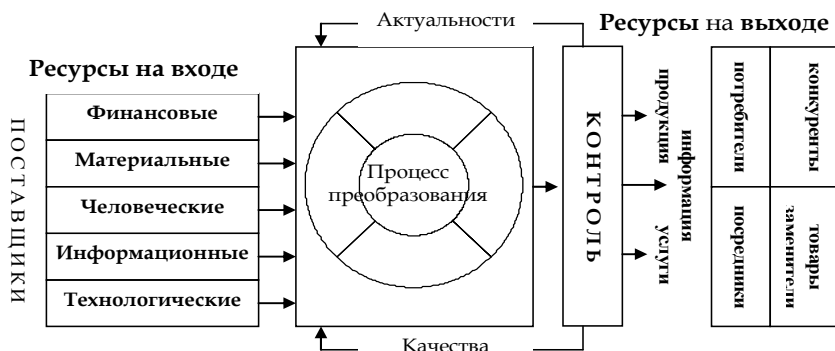 Актуальности
Ресурсы на выходе
Ресурсы на входе
ПОСТАВЩИКИ
Финансовые
Материальные
Человеческие
Информационные
Технологические
Процесс
преобразования
КОНТРОЛЬ
продукция
информация
услуги
потребители
конкуренты
посредники
товары
заменители
Качества